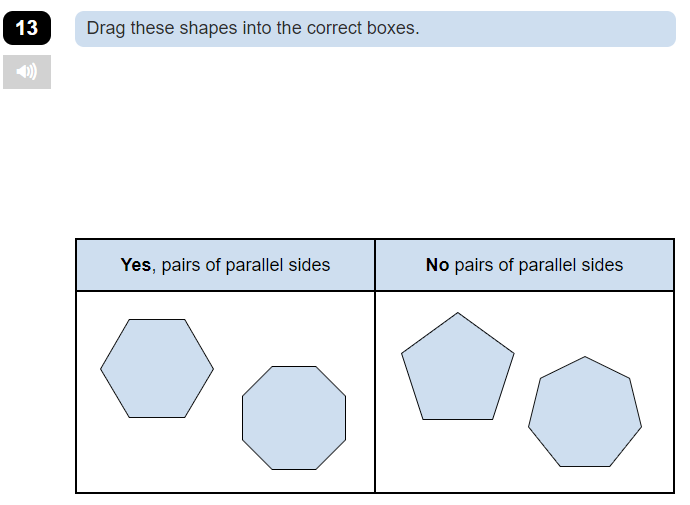 13
Drag these shapes into the correct boxes.
Yes, pairs of parallel sides
No pairs of parallel sides